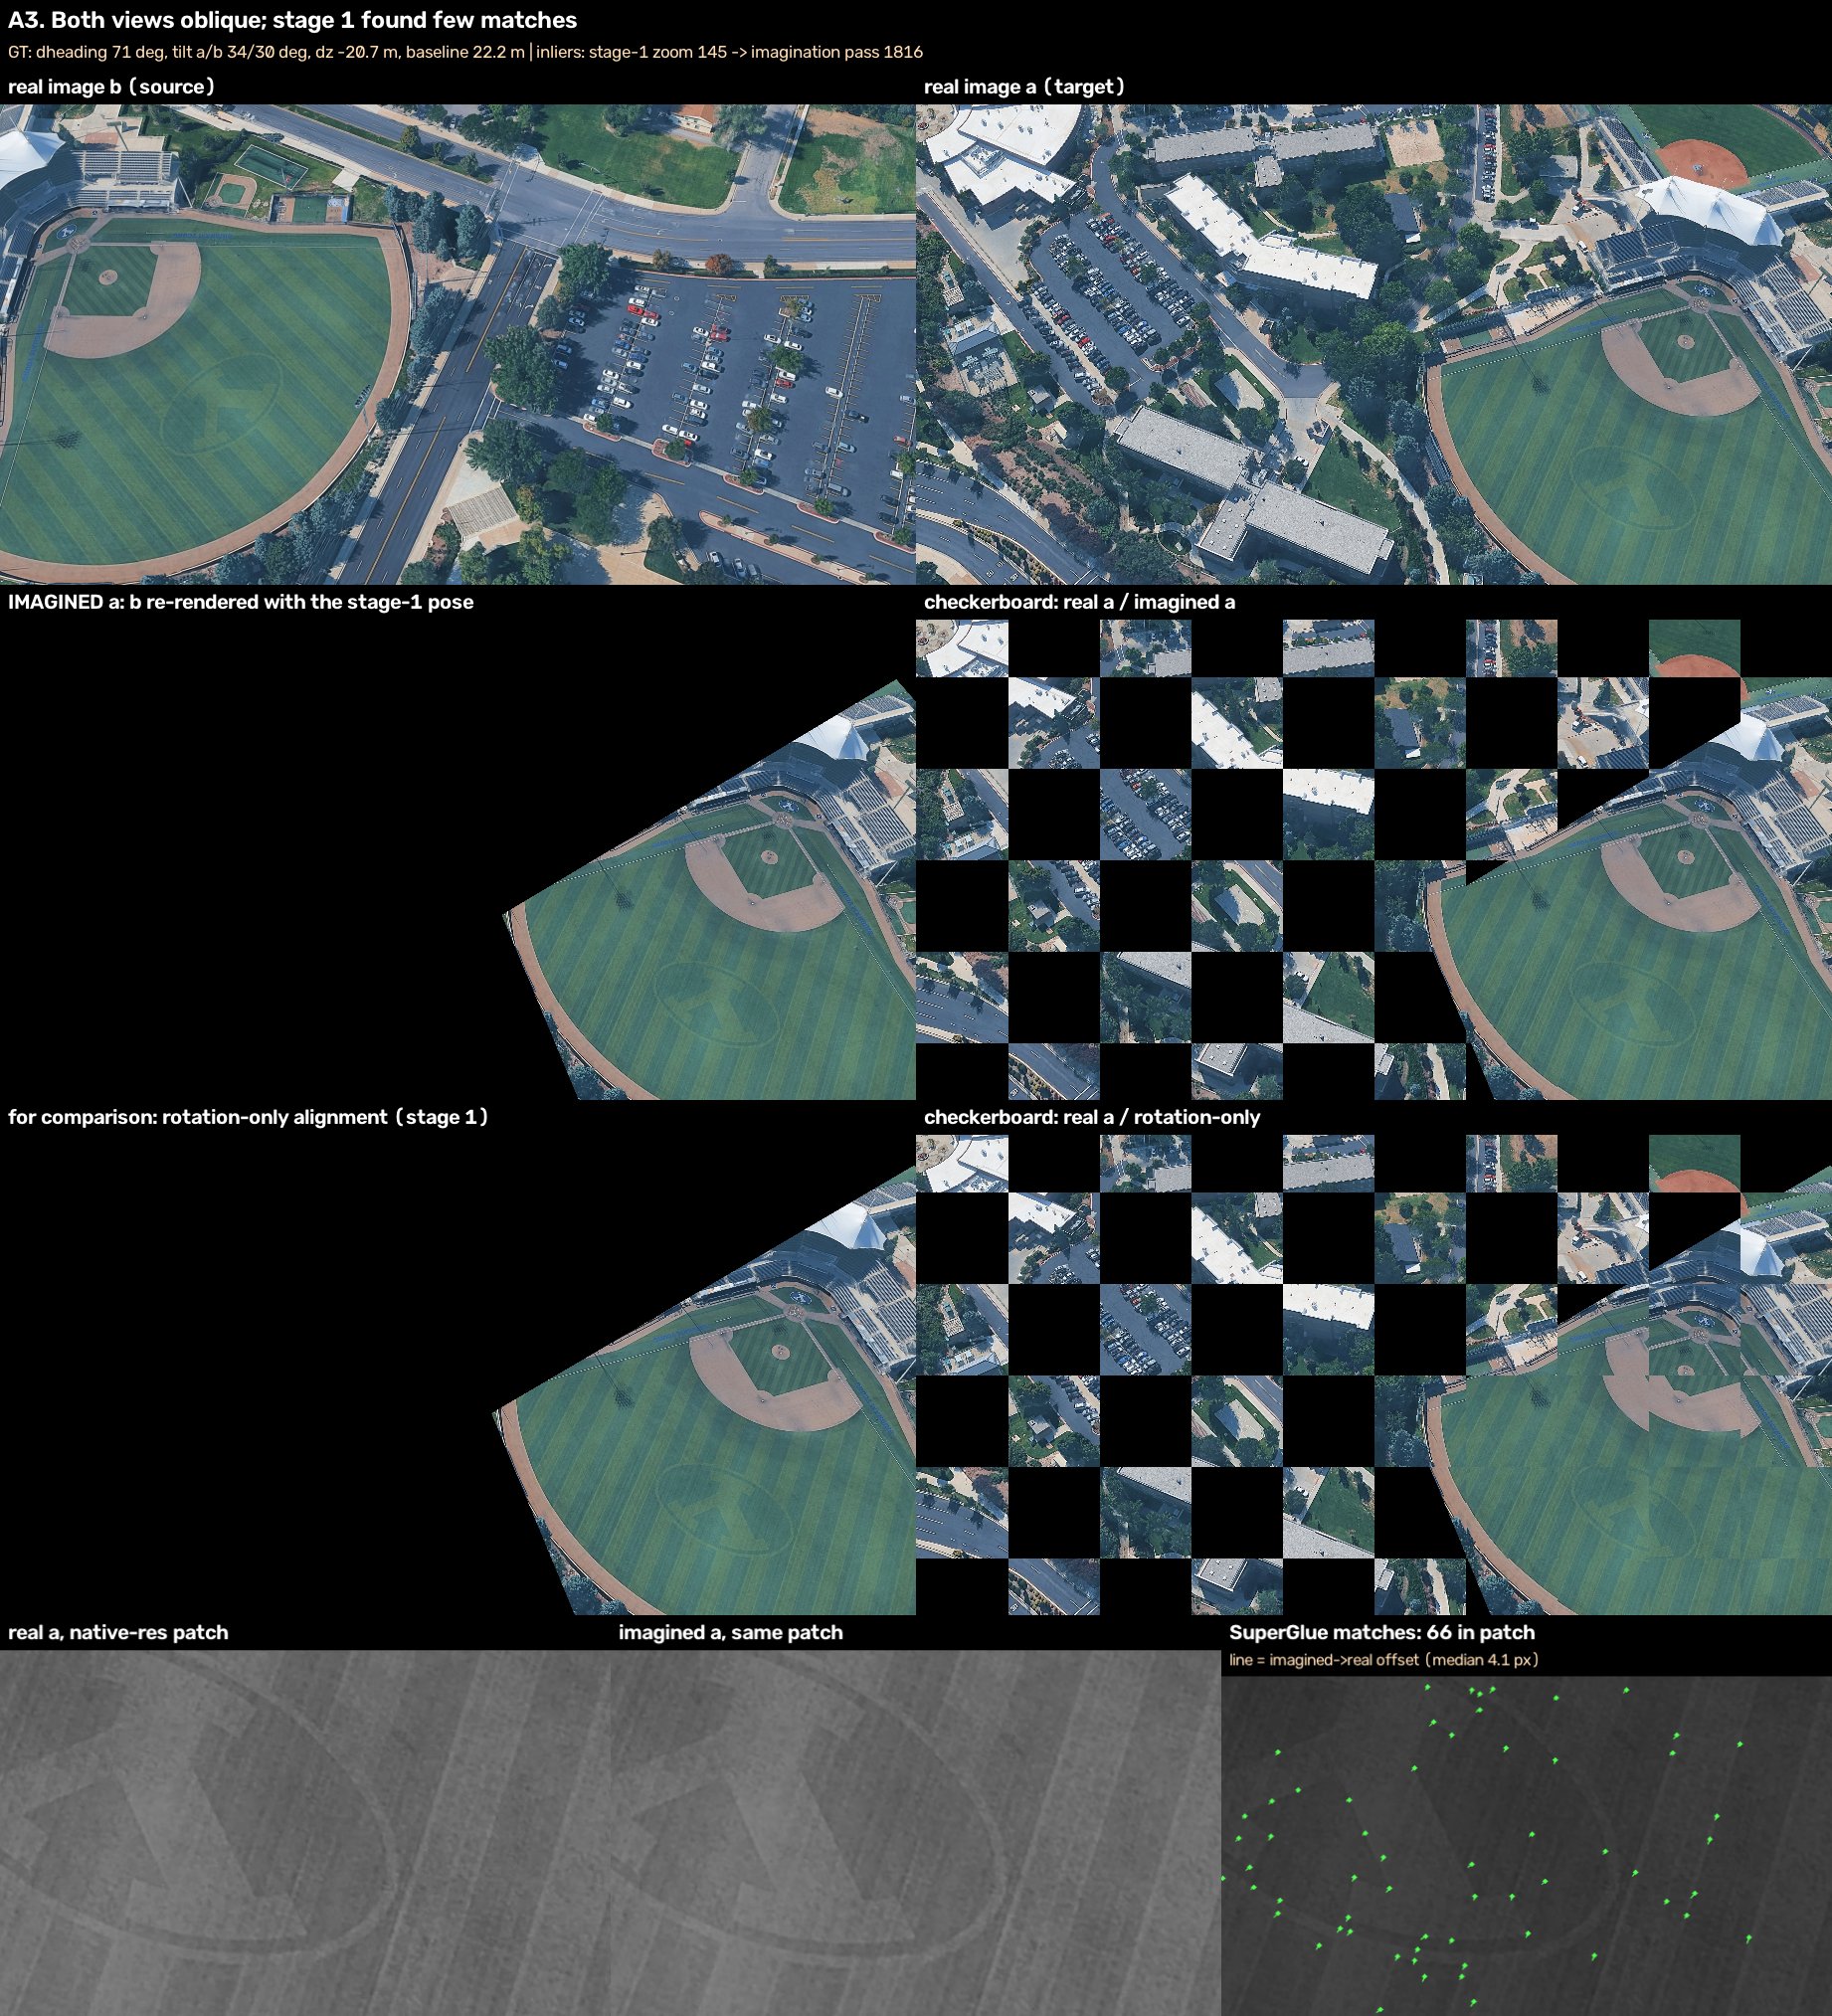 A3. Both views oblique; stage 1 found few matches
GT: dheading 71 deg, tilt a/b 34/30 deg, dz -20.7 m, baseline 22.2 m | inliers: stage-1 zoom 145 -> imagination pass 1816
real image b (source)
real image a (target)
IMAGINED a: b re-rendered with the stage-1 pose
checkerboard: real a / imagined a
for comparison: rotation-only alignment (stage 1)
checkerboard: real a / rotation-only
real a, native-res patch
imagined a, same patch
SuperGlue matches: 66 in patch
line = imagined->real offset (median 4.1 px)